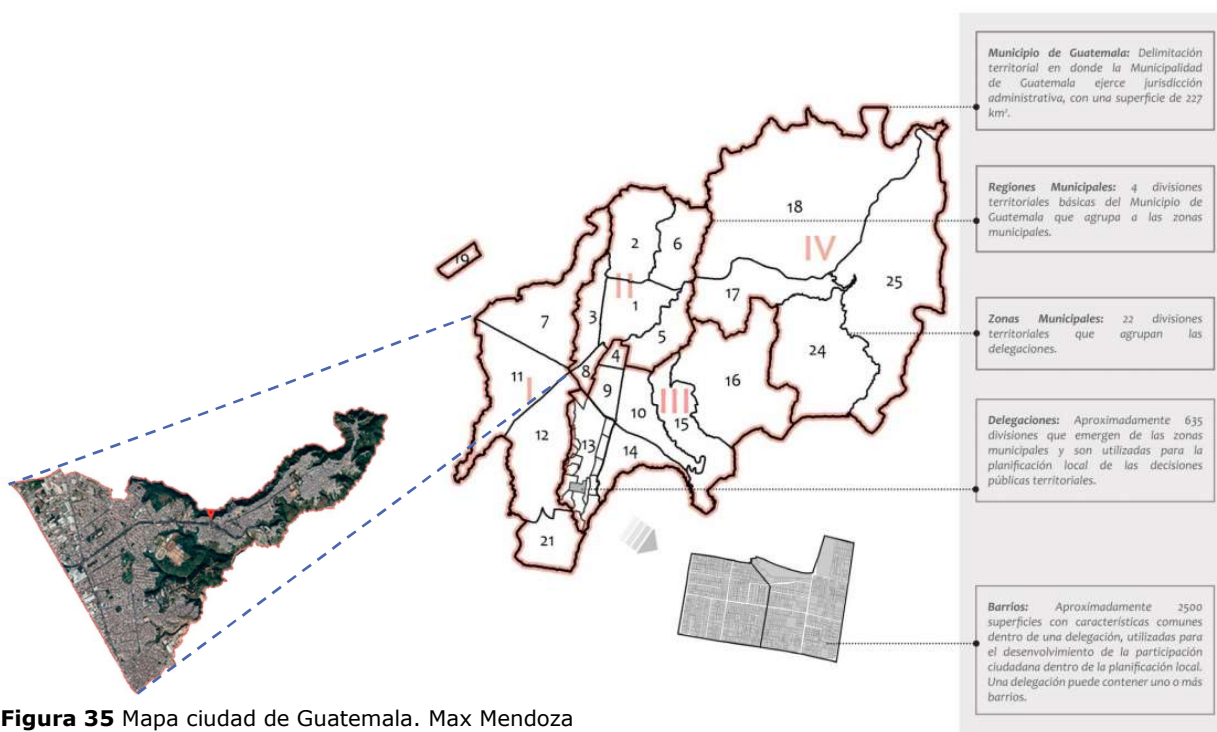 Municipio de Guatemala: Delimitación
territorial en donde la Municipalidad
de Guatemala ejerce jurisdicción
administrativa, con una superficie de 227
km².
Regiones Municipales: 4 divisiones
territoriales básicas del Municipio de
Guatemala que agrupa a las zonas
municipales.
Zonas Municipales: 22 divisiones
territoriales que agrupan las
delegaciones.
Delegaciones: Aproximadamente 635
divisiones que emergen de las zonas
municipales y son utilizadas para la
planificación local de las decisiones
públicas territoriales.
Barrios: Aproximadamente 2500
superficies con características comunes
dentro de una delegación, utilizadas para
el desenvolvimiento de la participación
ciudadana dentro de la planificación local.
Una delegación puede contener uno o más
barrios.
18
IV
2
6
19
25
17
II
1
7
3
5
24
4
8
16
11
I
9
10
III
15
12
13
14
21
Figura 35 Mapa ciudad de Guatemala. Max Mendoza